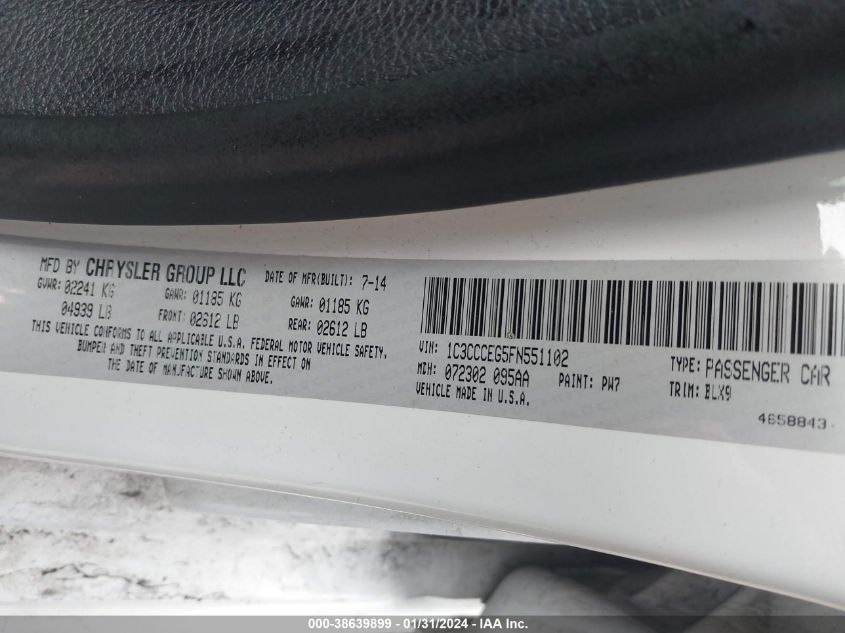 MFD BY CHRYSLER GROUP LLC DATE OF MFR(BUILT): 7-14
GVWR: 02241 KG GAWR: 01185 KG GAWR: 01185 KG
04939 LB FRONT: 02612 LB REAR: 02612 LB
THIS VEHICLE CONFORMS TO ALL APPLICABLE U.S.A. FEDERAL MOTOR VEHICLE SAFETY,
BUMPER AND THEFT PREVENTION STANDARDS IN EFFECT ON
THE DATE OF MANUFACTURE SHOWN ABOVE.
VIN: 1C3CCCEG5FN551102 TYPE: PASSENGER CAR
MDH: 072302 095AA PAINT: PW7 TRIM: BLX9
VEHICLE MADE IN U.S.A.
4658843
000-38639899 - 01/31/2024 - IAA Inc.